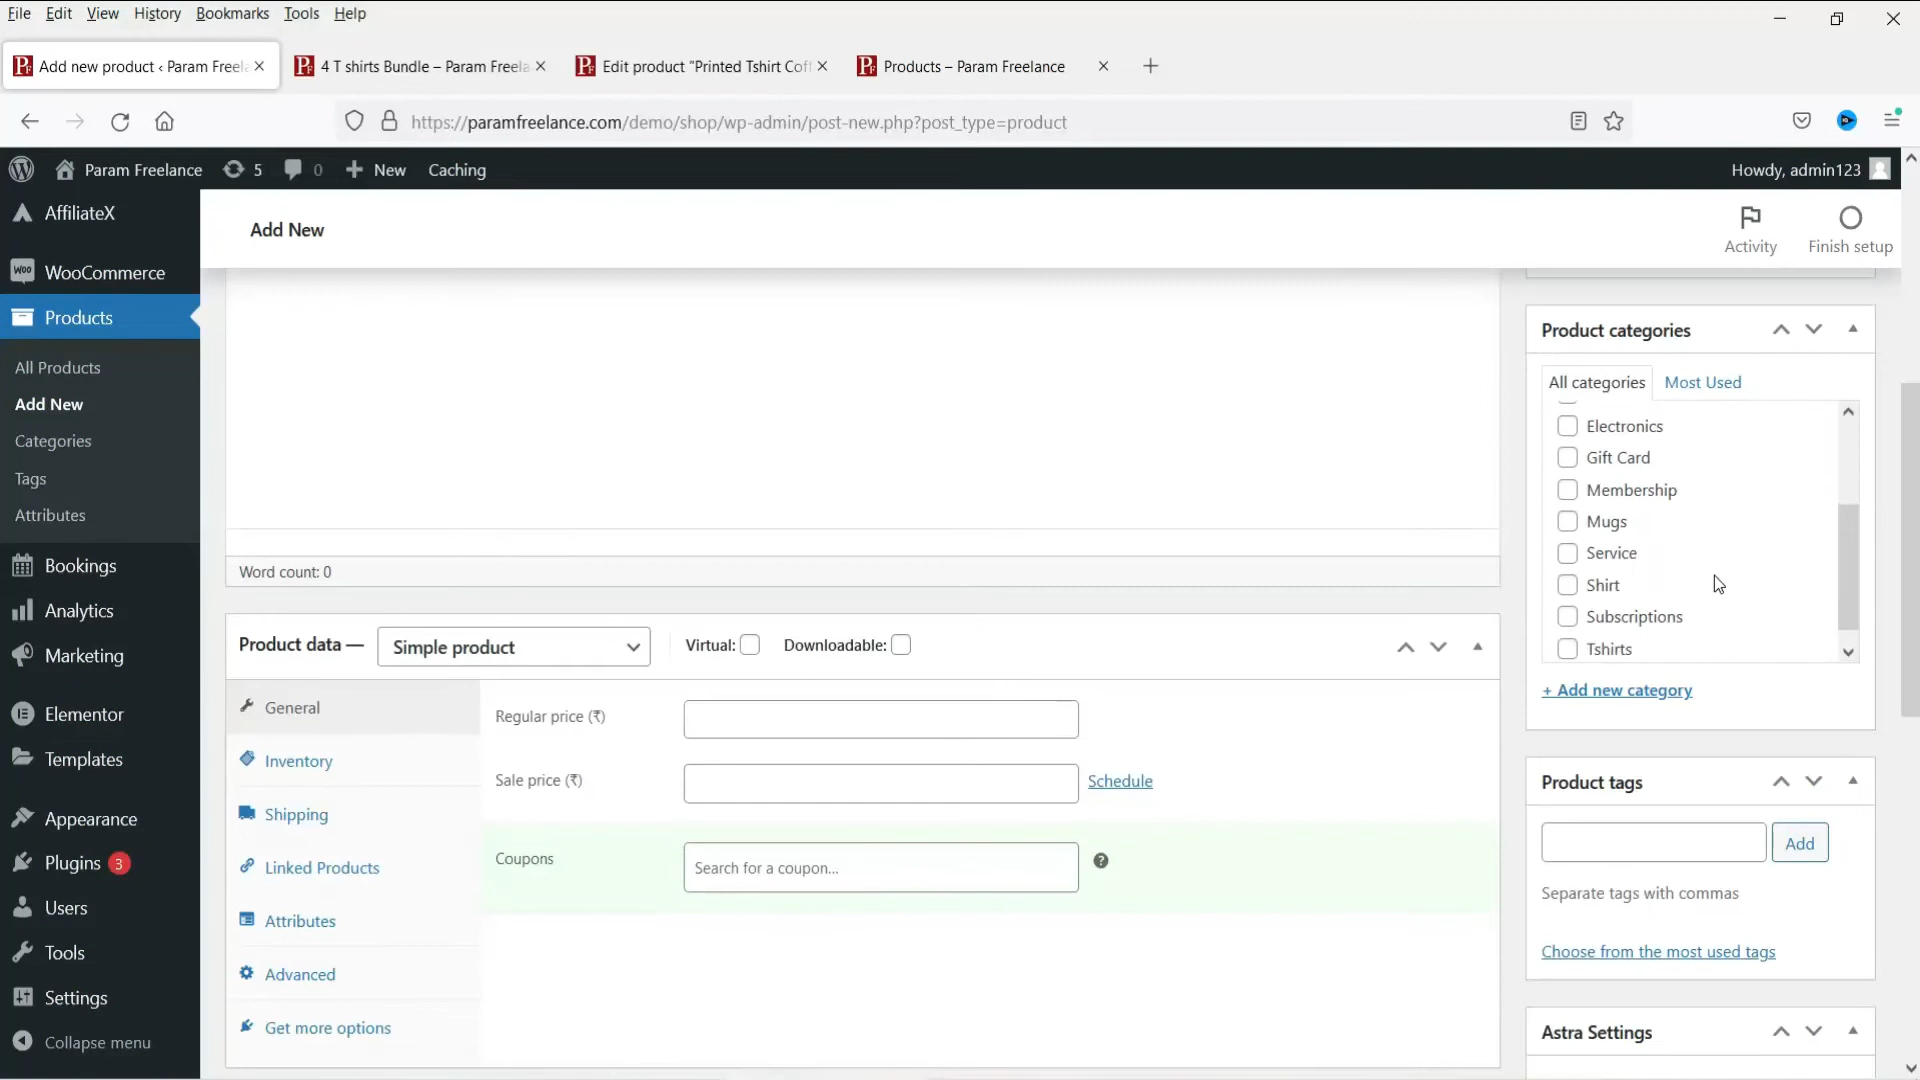 File Edit View History Bookmarks Tools Help
Add new product ‹ Param Freela
4 T shirts Bundle – Param Freela
Edit product "Printed Tshirt Cof
Products – Param Freelance
https://paramfreelance.com/demo/shop/wp-admin/post-new.php?post_type=product
Param Freelance 5 0 New Caching
Howdy, admin123
AffiliateX
WooCommerce
Products
All Products
Add New
Categories
Tags
Attributes
Bookings
Analytics
Marketing
Elementor
Templates
Appearance
Plugins 3
Users
Tools
Settings
Collapse menu
Add New
Activity
Finish setup
Word count: 0
Product data — Simple product Virtual: Downloadable:
General
Inventory
Shipping
Linked Products
Attributes
Advanced
Get more options
Regular price (₹)
Sale price (₹)
Schedule
Coupons
Search for a coupon...
Product categories
All categories Most Used
Electronics
Gift Card
Membership
Mugs
Service
Shirt
Subscriptions
Tshirts
+ Add new category
Product tags
Add
Separate tags with commas
Choose from the most used tags
Astra Settings